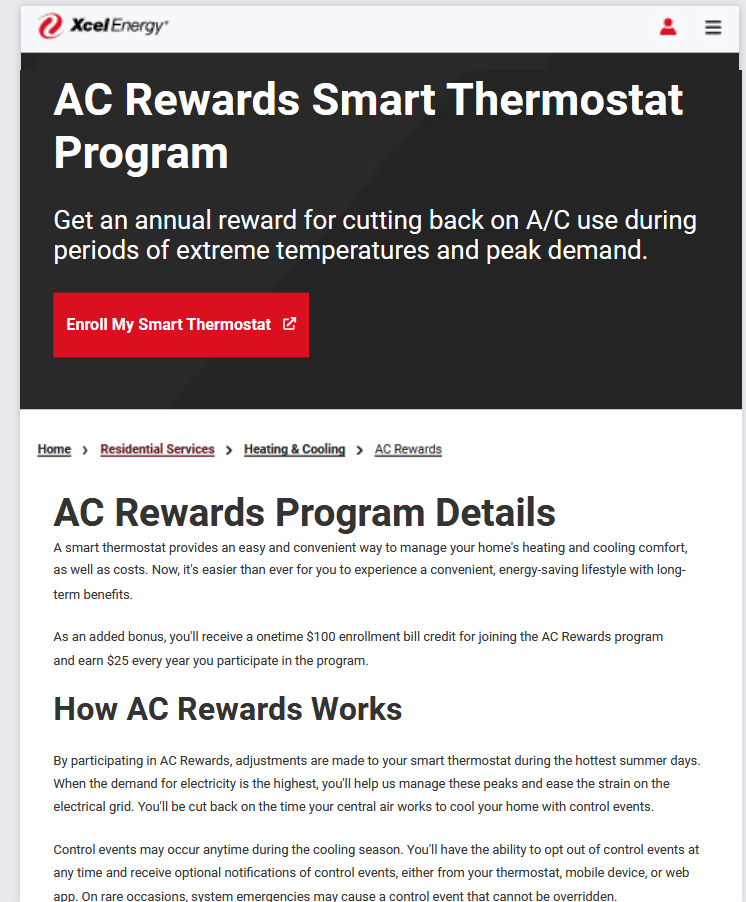 Xcel Energy®
AC Rewards Smart Thermostat
Program
Get an annual reward for cutting back on A/C use during
periods of extreme temperatures and peak demand.
Enroll My Smart Thermostat
Home > Residential Services > Heating & Cooling > AC Rewards
AC Rewards Program Details
A smart thermostat provides an easy and convenient way to manage your home's heating and cooling comfort,
as well as costs. Now, it's easier than ever for you to experience a convenient, energy-saving lifestyle with long-
term benefits.
As an added bonus, you'll receive a onetime $100 enrollment bill credit for joining the AC Rewards program
and earn $25 every year you participate in the program.
How AC Rewards Works
By participating in AC Rewards, adjustments are made to your smart thermostat during the hottest summer days.
When the demand for electricity is the highest, you'll help us manage these peaks and ease the strain on the
electrical grid. You'll be cut back on the time your central air works to cool your home with control events.
Control events may occur anytime during the cooling season. You'll have the ability to opt out of control events at
any time and receive optional notifications of control events, either from your thermostat, mobile device, or web
app. On rare occasions, system emergencies may cause a control event that cannot be overridden.